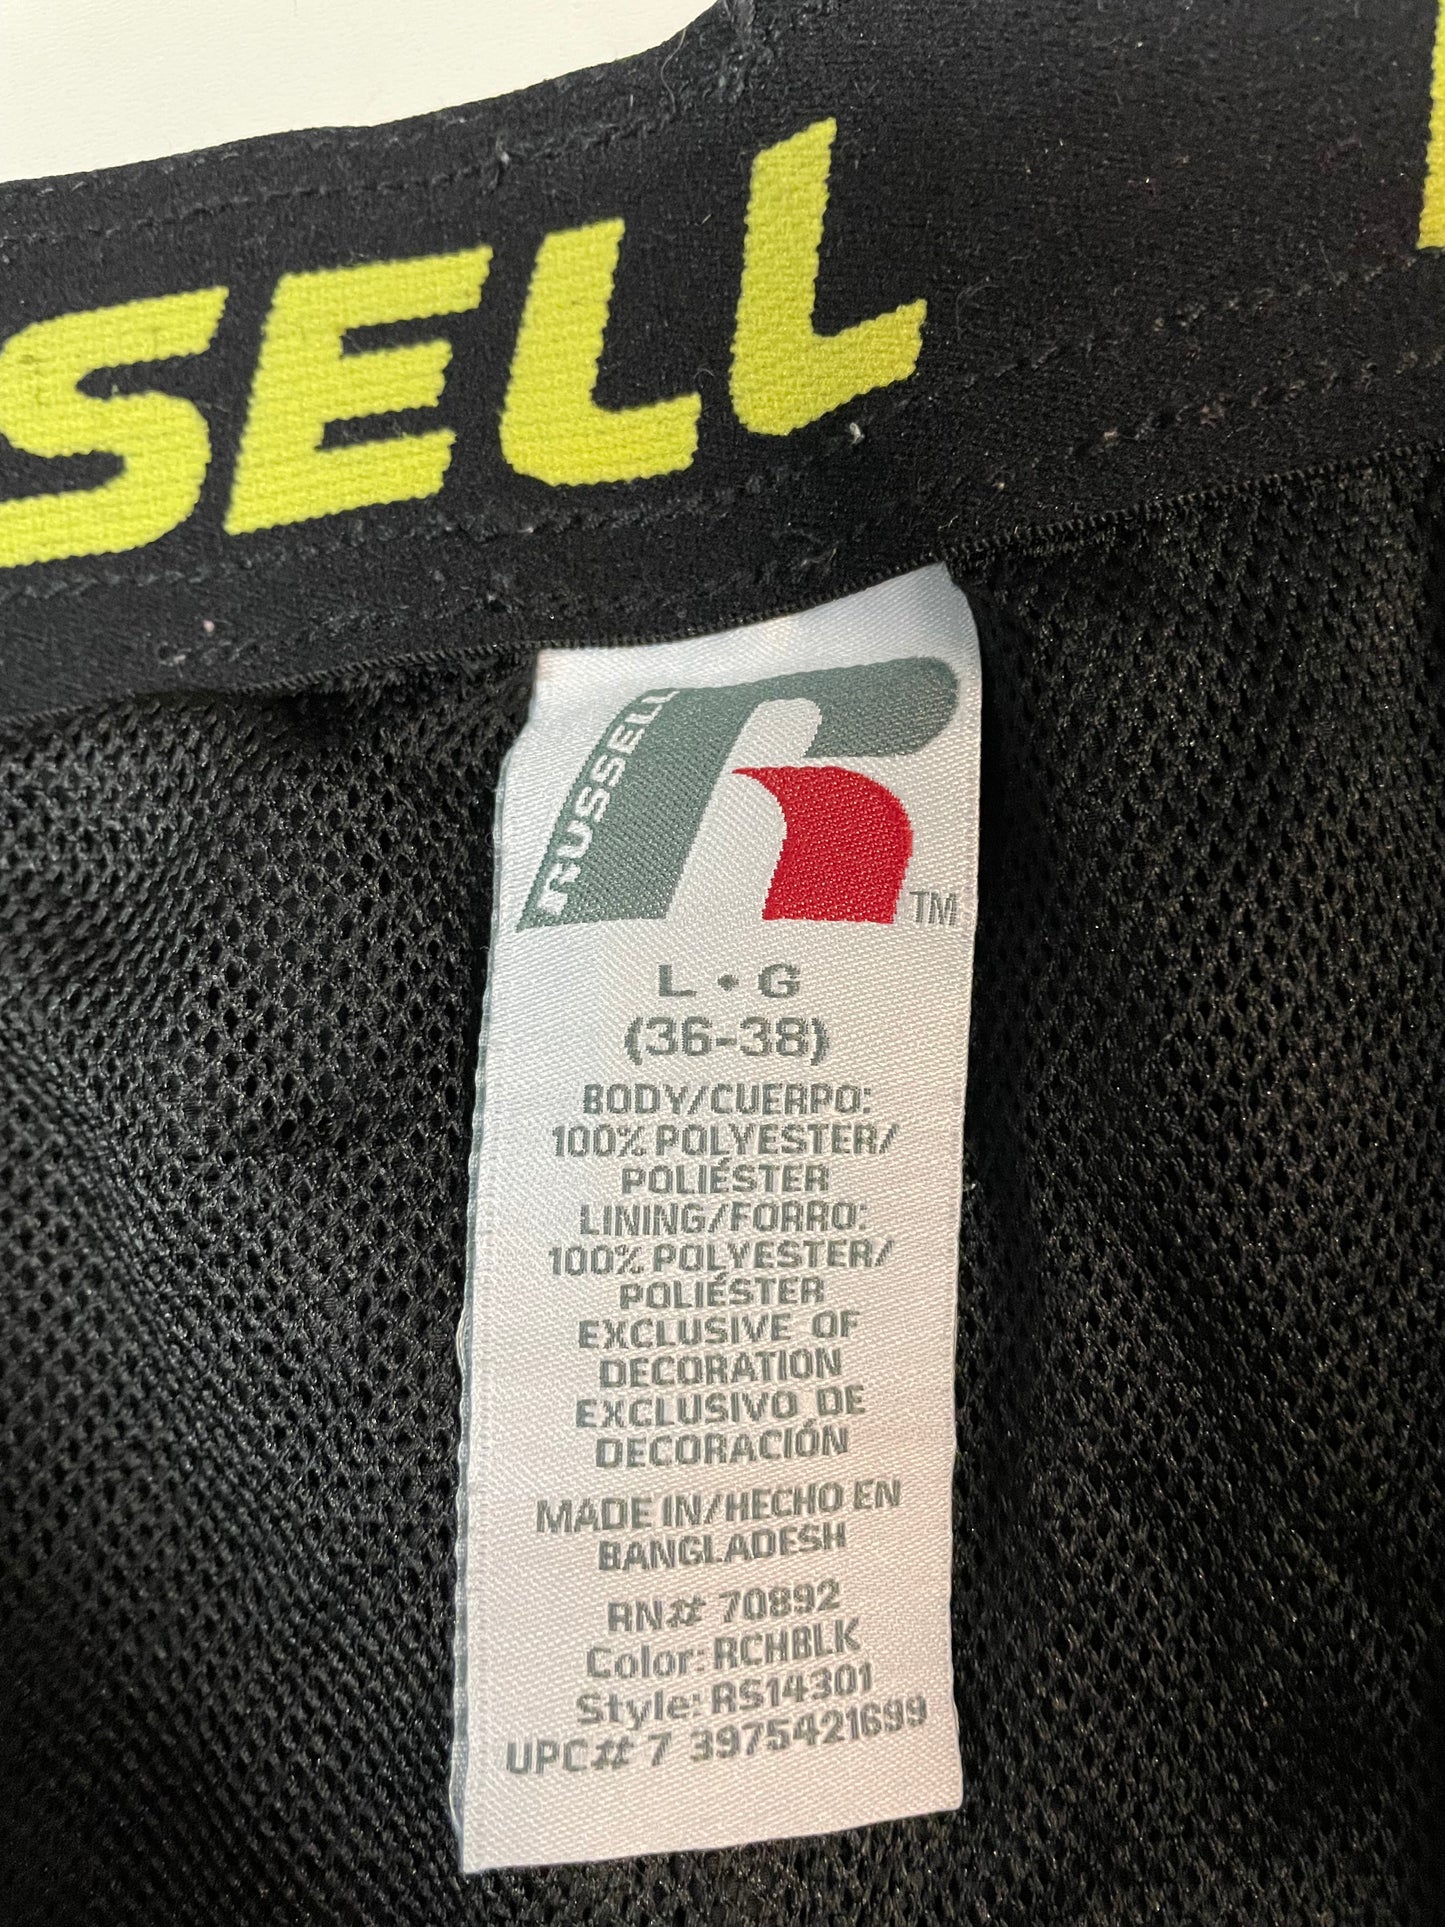 SELL
RUSSELL
TM
L • G
(36-38)
BODY/CUERPO:
100% POLYESTER/
POLIÉSTER
LINING/FORRO:
100% POLYESTER/
POLIÉSTER
EXCLUSIVE OF
DECORATION
EXCLUSIVO DE
DECORACIÓN
MADE IN/HECHO EN
BANGLADESH
RN# 70892
Color: RCHBLK
Style: RS14301
UPC# 7 3975421699